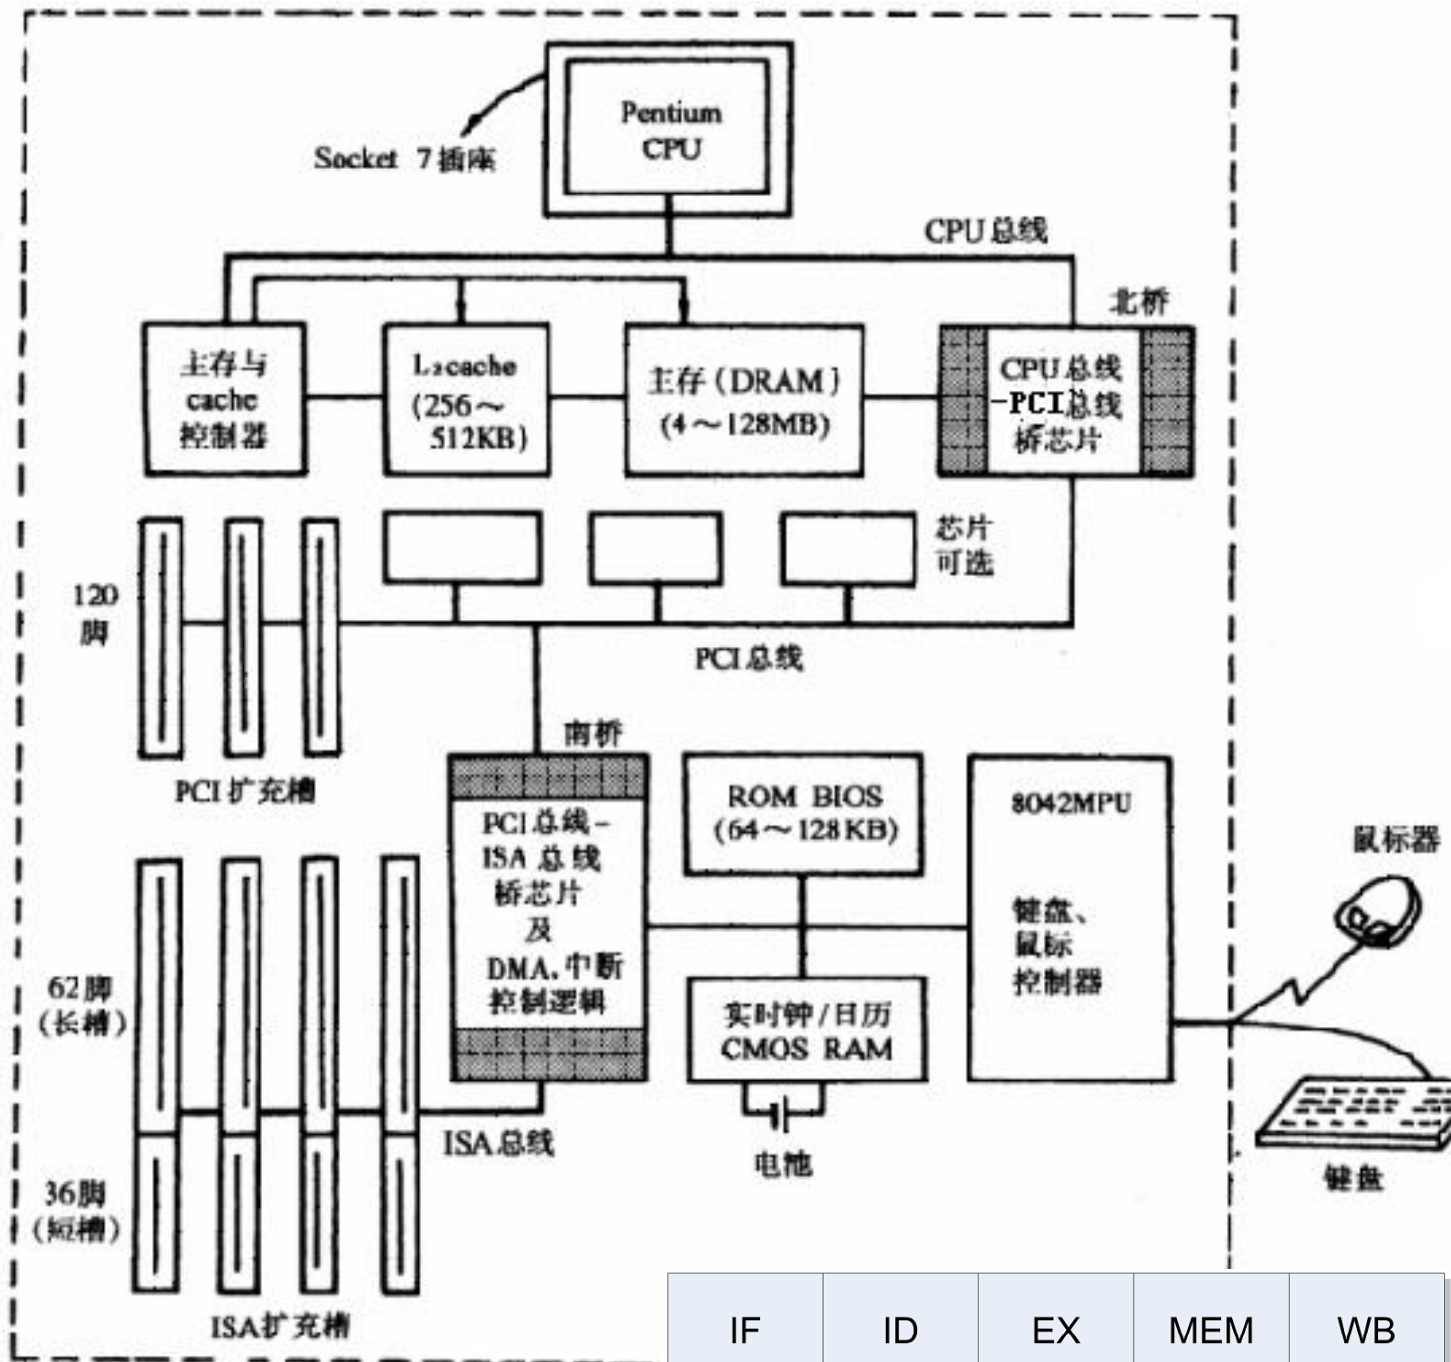 Pentium
CPU
Socket 7插座
CPU总线
北桥
主存与
cache
控制器
L₂cache
(256～
512KB)
主存(DRAM)
(4～128MB)
CPU总线
-PCI总线
桥芯片
芯片
可选
120
脚
PCI总线
PCI扩充槽
南桥
PCI总线-
ISA总线
桥芯片
及
DMA、中断
控制逻辑
ROM BIOS
(64～128KB)
8042MPU
键盘、
鼠标
控制器
鼠标器
62脚
(长槽)
实时钟/日历
CMOS RAM
ISA总线
电池
键盘
36脚
(短槽)
ISA扩充槽
IF ID EX MEM WB